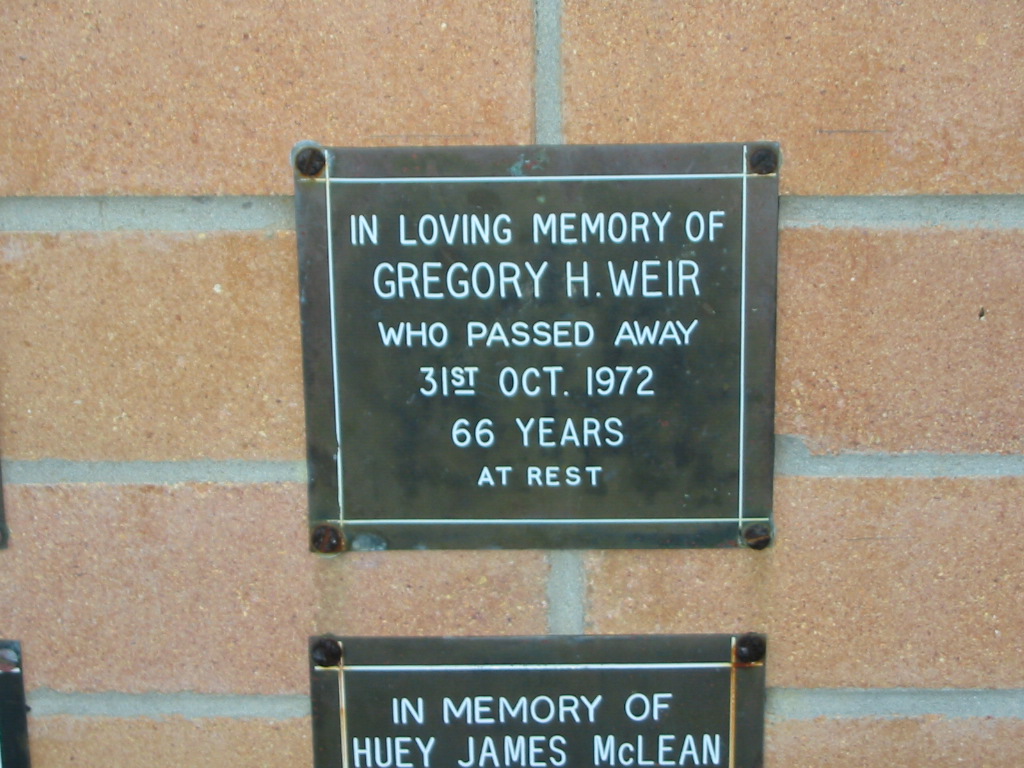 IN LOVING MEMORY OF
GREGORY H. WEIR
WHO PASSED AWAY
31ST OCT. 1972
66 YEARS
AT REST
IN MEMORY OF
HUEY JAMES McLEAN